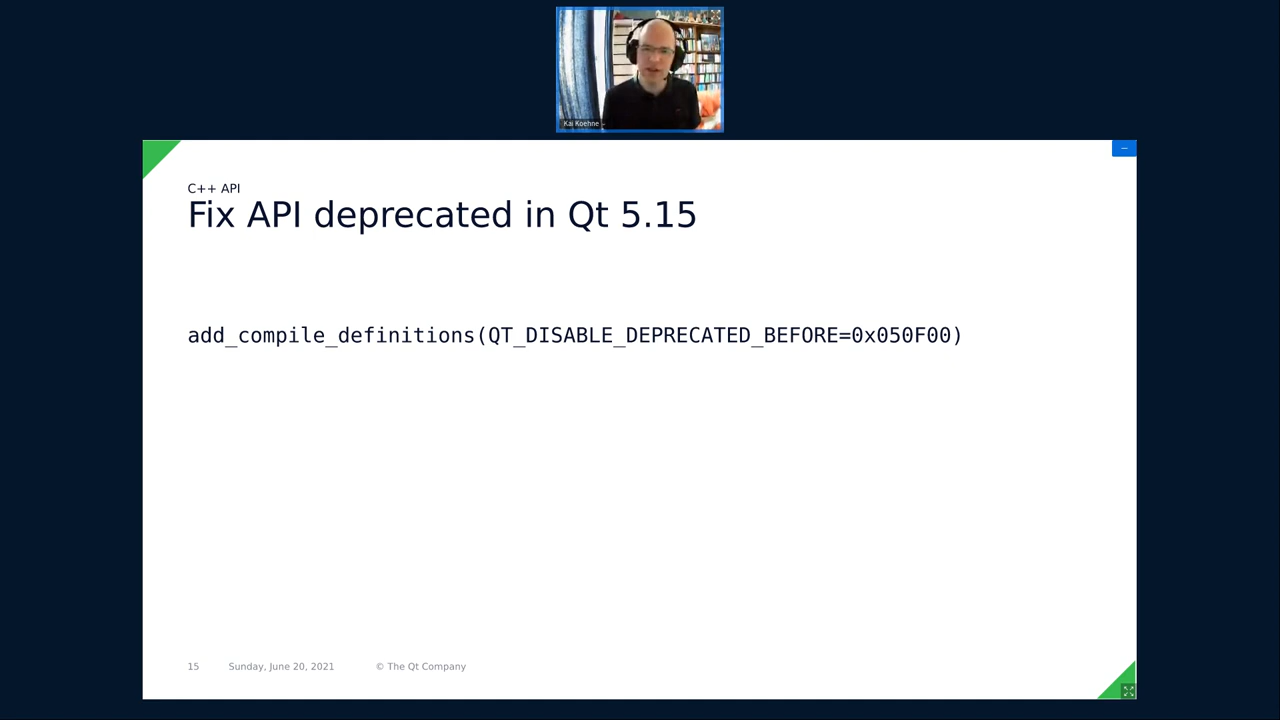 Kai Koehne
C++ API
Fix API deprecated in Qt 5.15
add_compile_definitions(QT_DISABLE_DEPRECATED_BEFORE=0x050F00)
15 Sunday, June 20, 2021 © The Qt Company